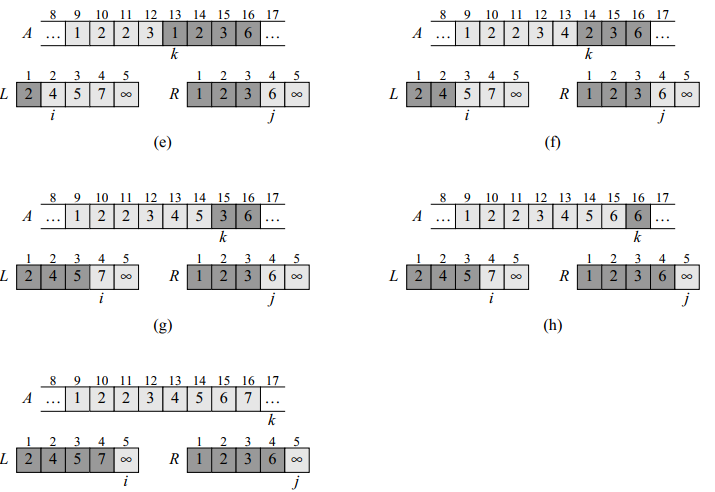 8 9 10 11 12 13 14 15 16 17
A … 1 2 2 3 1 2 3 6 …
k
1 2 3 4 5
L 2 4 5 7 ∞
i
1 2 3 4 5
R 1 2 3 6 ∞
j
(e)
8 9 10 11 12 13 14 15 16 17
A … 1 2 2 3 4 2 3 6 …
k
1 2 3 4 5
L 2 4 5 7 ∞
i
1 2 3 4 5
R 1 2 3 6 ∞
j
(f)
8 9 10 11 12 13 14 15 16 17
A … 1 2 2 3 4 5 3 6 …
k
1 2 3 4 5
L 2 4 5 7 ∞
i
1 2 3 4 5
R 1 2 3 6 ∞
j
(g)
8 9 10 11 12 13 14 15 16 17
A … 1 2 2 3 4 5 6 6 …
k
1 2 3 4 5
L 2 4 5 7 ∞
i
1 2 3 4 5
R 1 2 3 6 ∞
j
(h)
8 9 10 11 12 13 14 15 16 17
A … 1 2 2 3 4 5 6 7 …
k
1 2 3 4 5
L 2 4 5 7 ∞
i
1 2 3 4 5
R 1 2 3 6 ∞
j